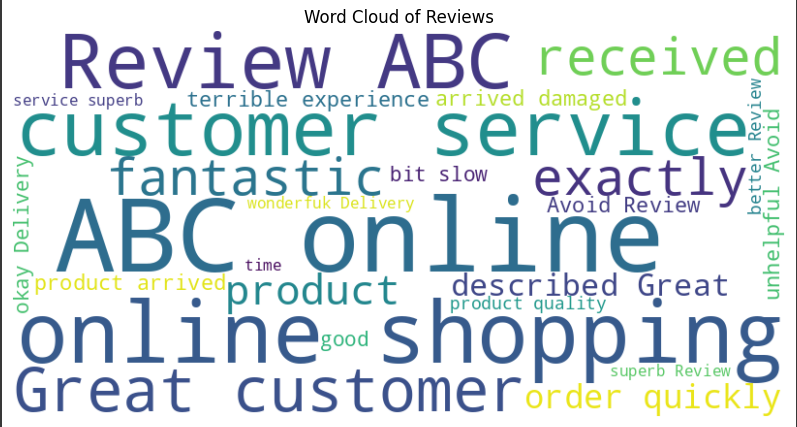 Word Cloud of Reviews
Review ABC
received
service superb
terrible experience
arrived damaged
better Review
customer service
unhelpful Avoid
okay Delivery
fantastic
bit slow
exactly
wonderfuk Delivery
Avoid Review
ABC online
time
product arrived
product
described Great
product quality
online shopping
good
superb Review
Great customer
order quickly